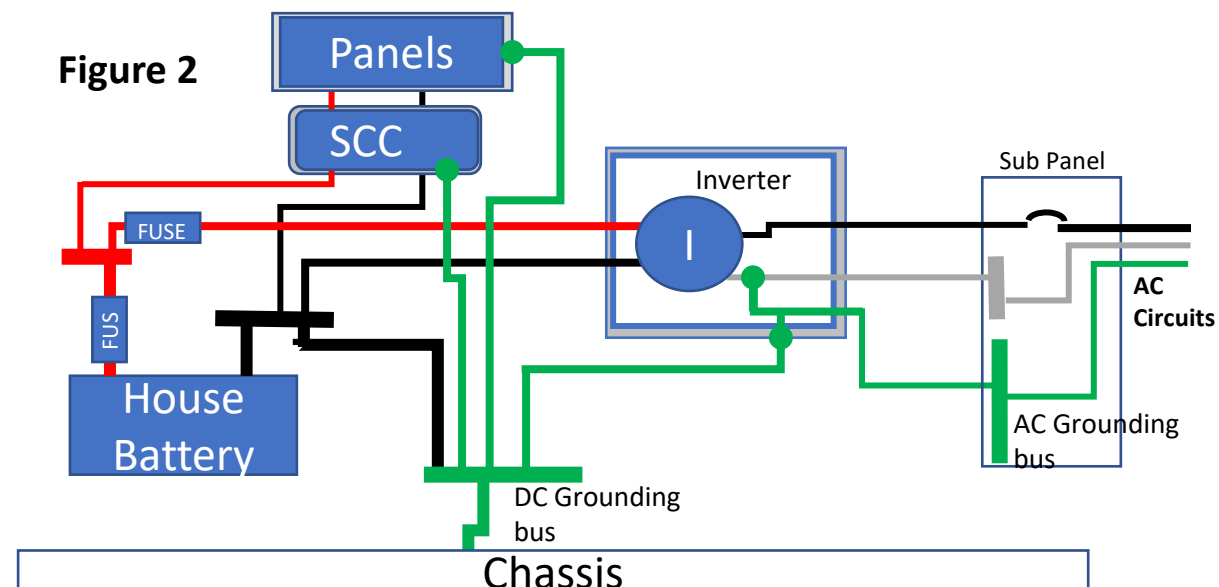 Figure 2
Panels
SCC
Inverter
Sub Panel
FUSE
I
FUS
AC
Circuits
House
Battery
AC Grounding
bus
DC Grounding
bus
Chassis